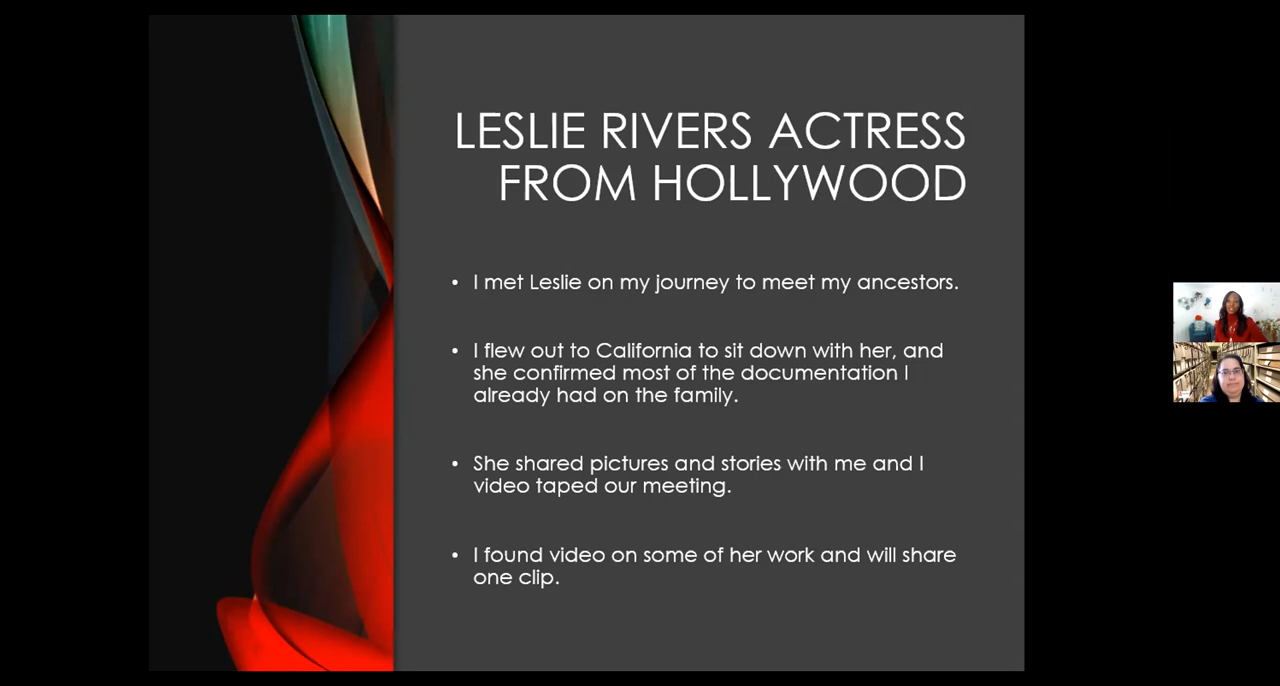 LESLIE RIVERS ACTRESS
FROM HOLLYWOOD
• I met Leslie on my journey to meet my ancestors.
• I flew out to California to sit down with her, and
she confirmed most of the documentation I
already had on the family.
• She shared pictures and stories with me and I
video taped our meeting.
• I found video on some of her work and will share
one clip.